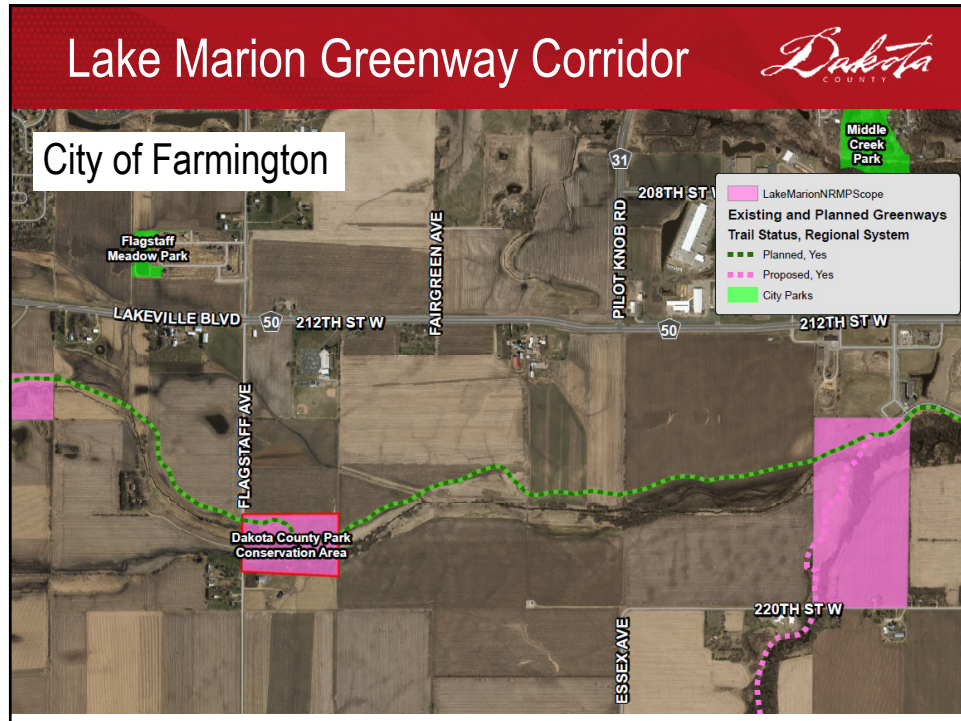 Lake Marion Greenway Corridor
Dakota
COUNTY
City of Farmington
Middle
Creek
Park
31
208TH ST W
LakeMarionNRMPScope
Existing and Planned Greenways
Trail Status, Regional System
Planned, Yes
Proposed, Yes
City Parks
Flagstaff
Meadow Park
FAIRGREEN AVE
PILOT KNOB RD
LAKEVILLE BLVD
50
212TH ST W
50
212TH ST W
FLAGSTAFF AVE
Dakota County Park
Conservation Area
220TH ST W
ESSEX AVE